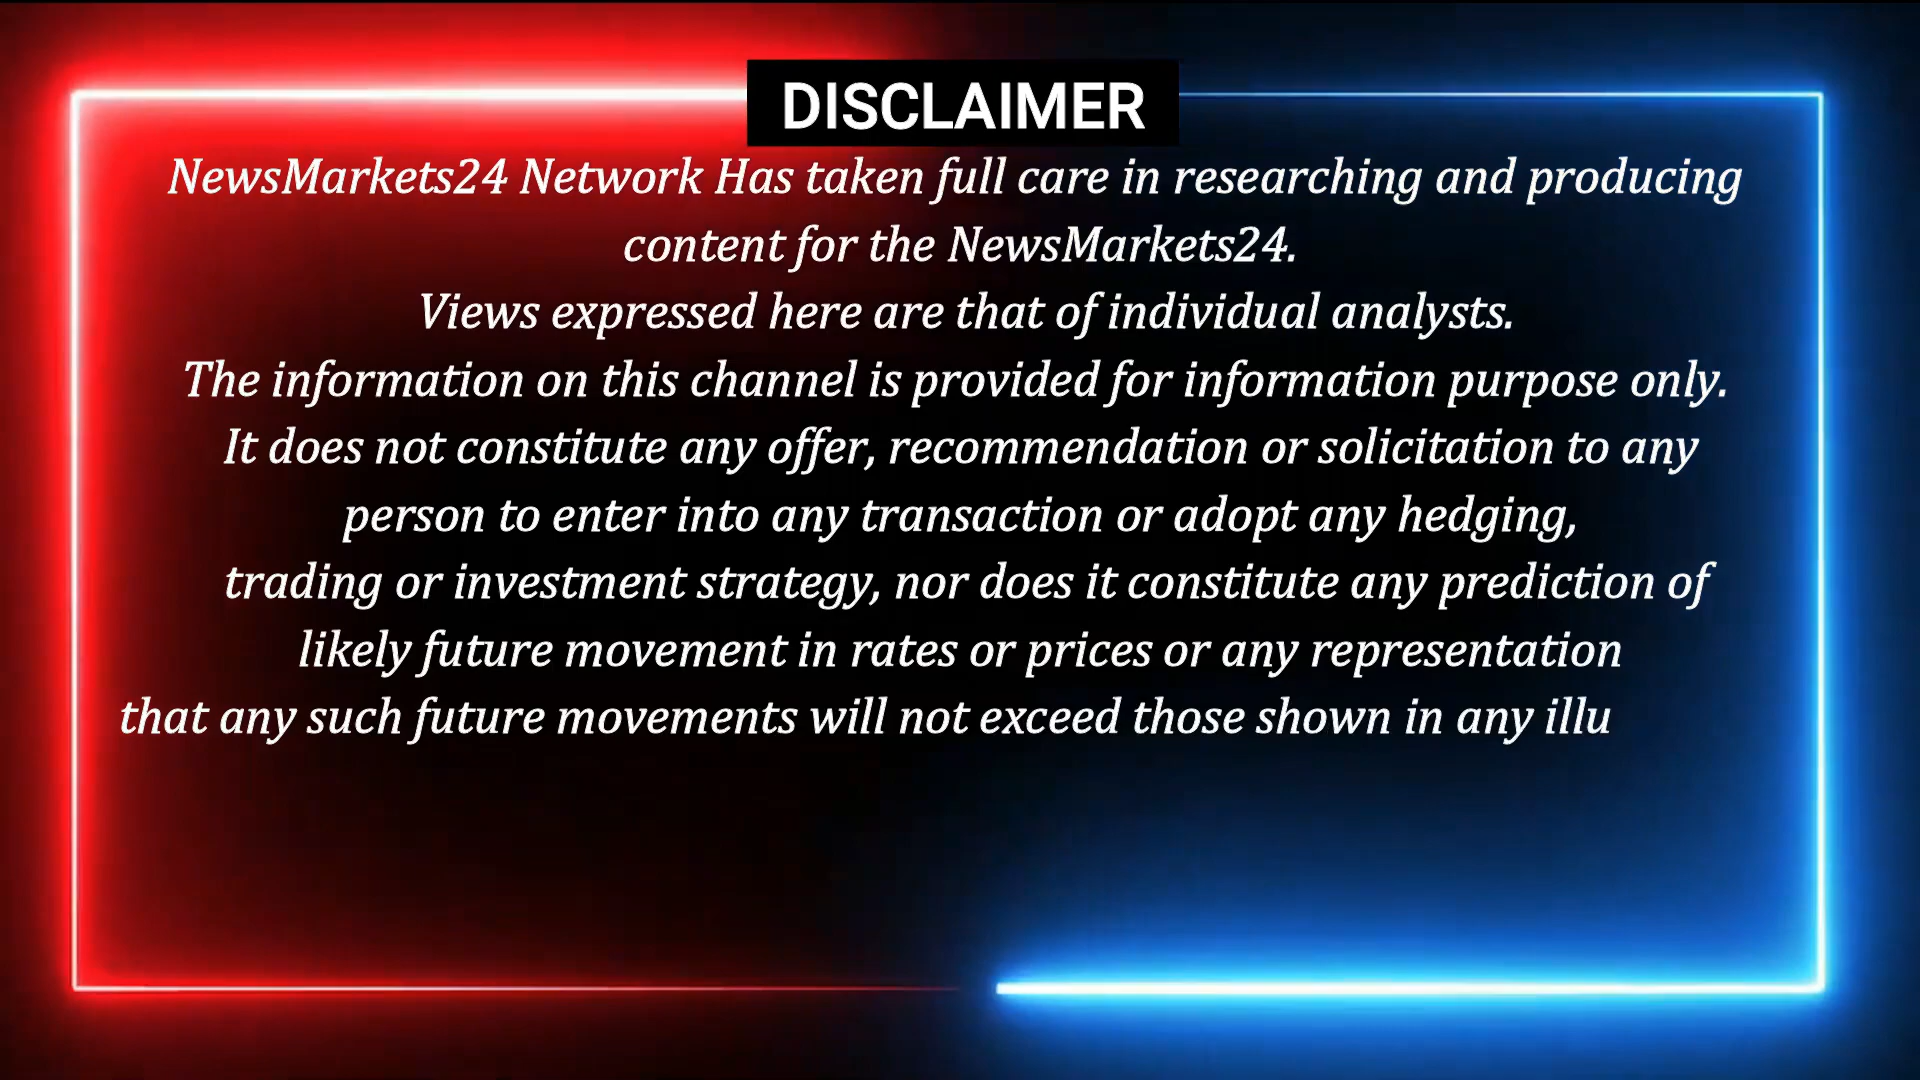 DISCLAIMER
NewsMarkets24 Network Has taken full care in researching and producing
content for the NewsMarkets24.
Views expressed here are that of individual analysts.
The information on this channel is provided for information purpose only.
It does not constitute any offer, recommendation or solicitation to any
person to enter into any transaction or adopt any hedging,
trading or investment strategy, nor does it constitute any prediction of
likely future movement in rates or prices or any representation
that any such future movements will not exceed those shown in any illu